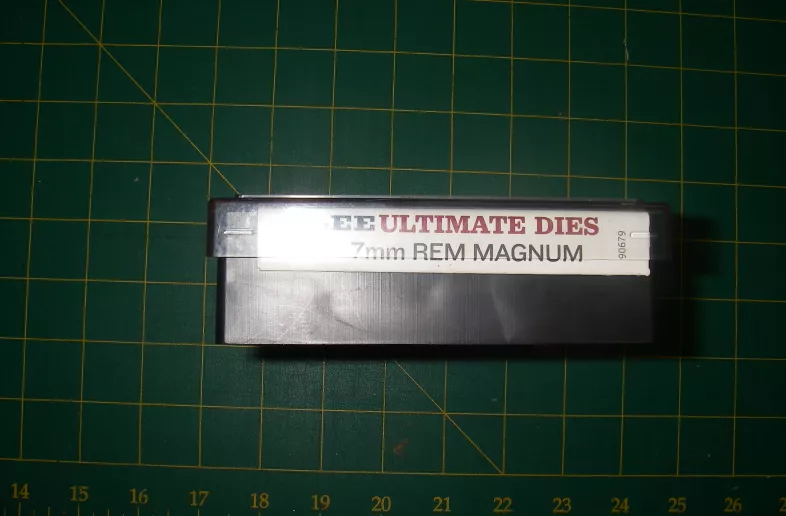 LEE ULTIMATE DIES
7mm REM MAGNUM
90679
14 15 16 17 18 19 20 21 22 23 24 25 26